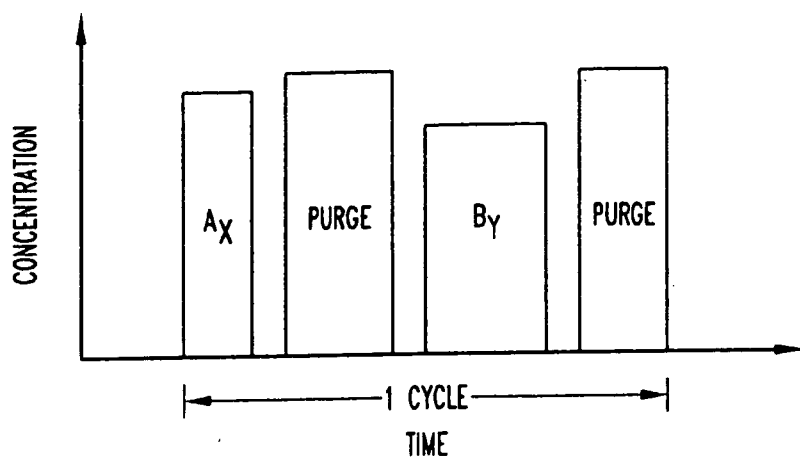 CONCENTRATION
AX
PURGE
BY
PURGE
1 CYCLE
TIME